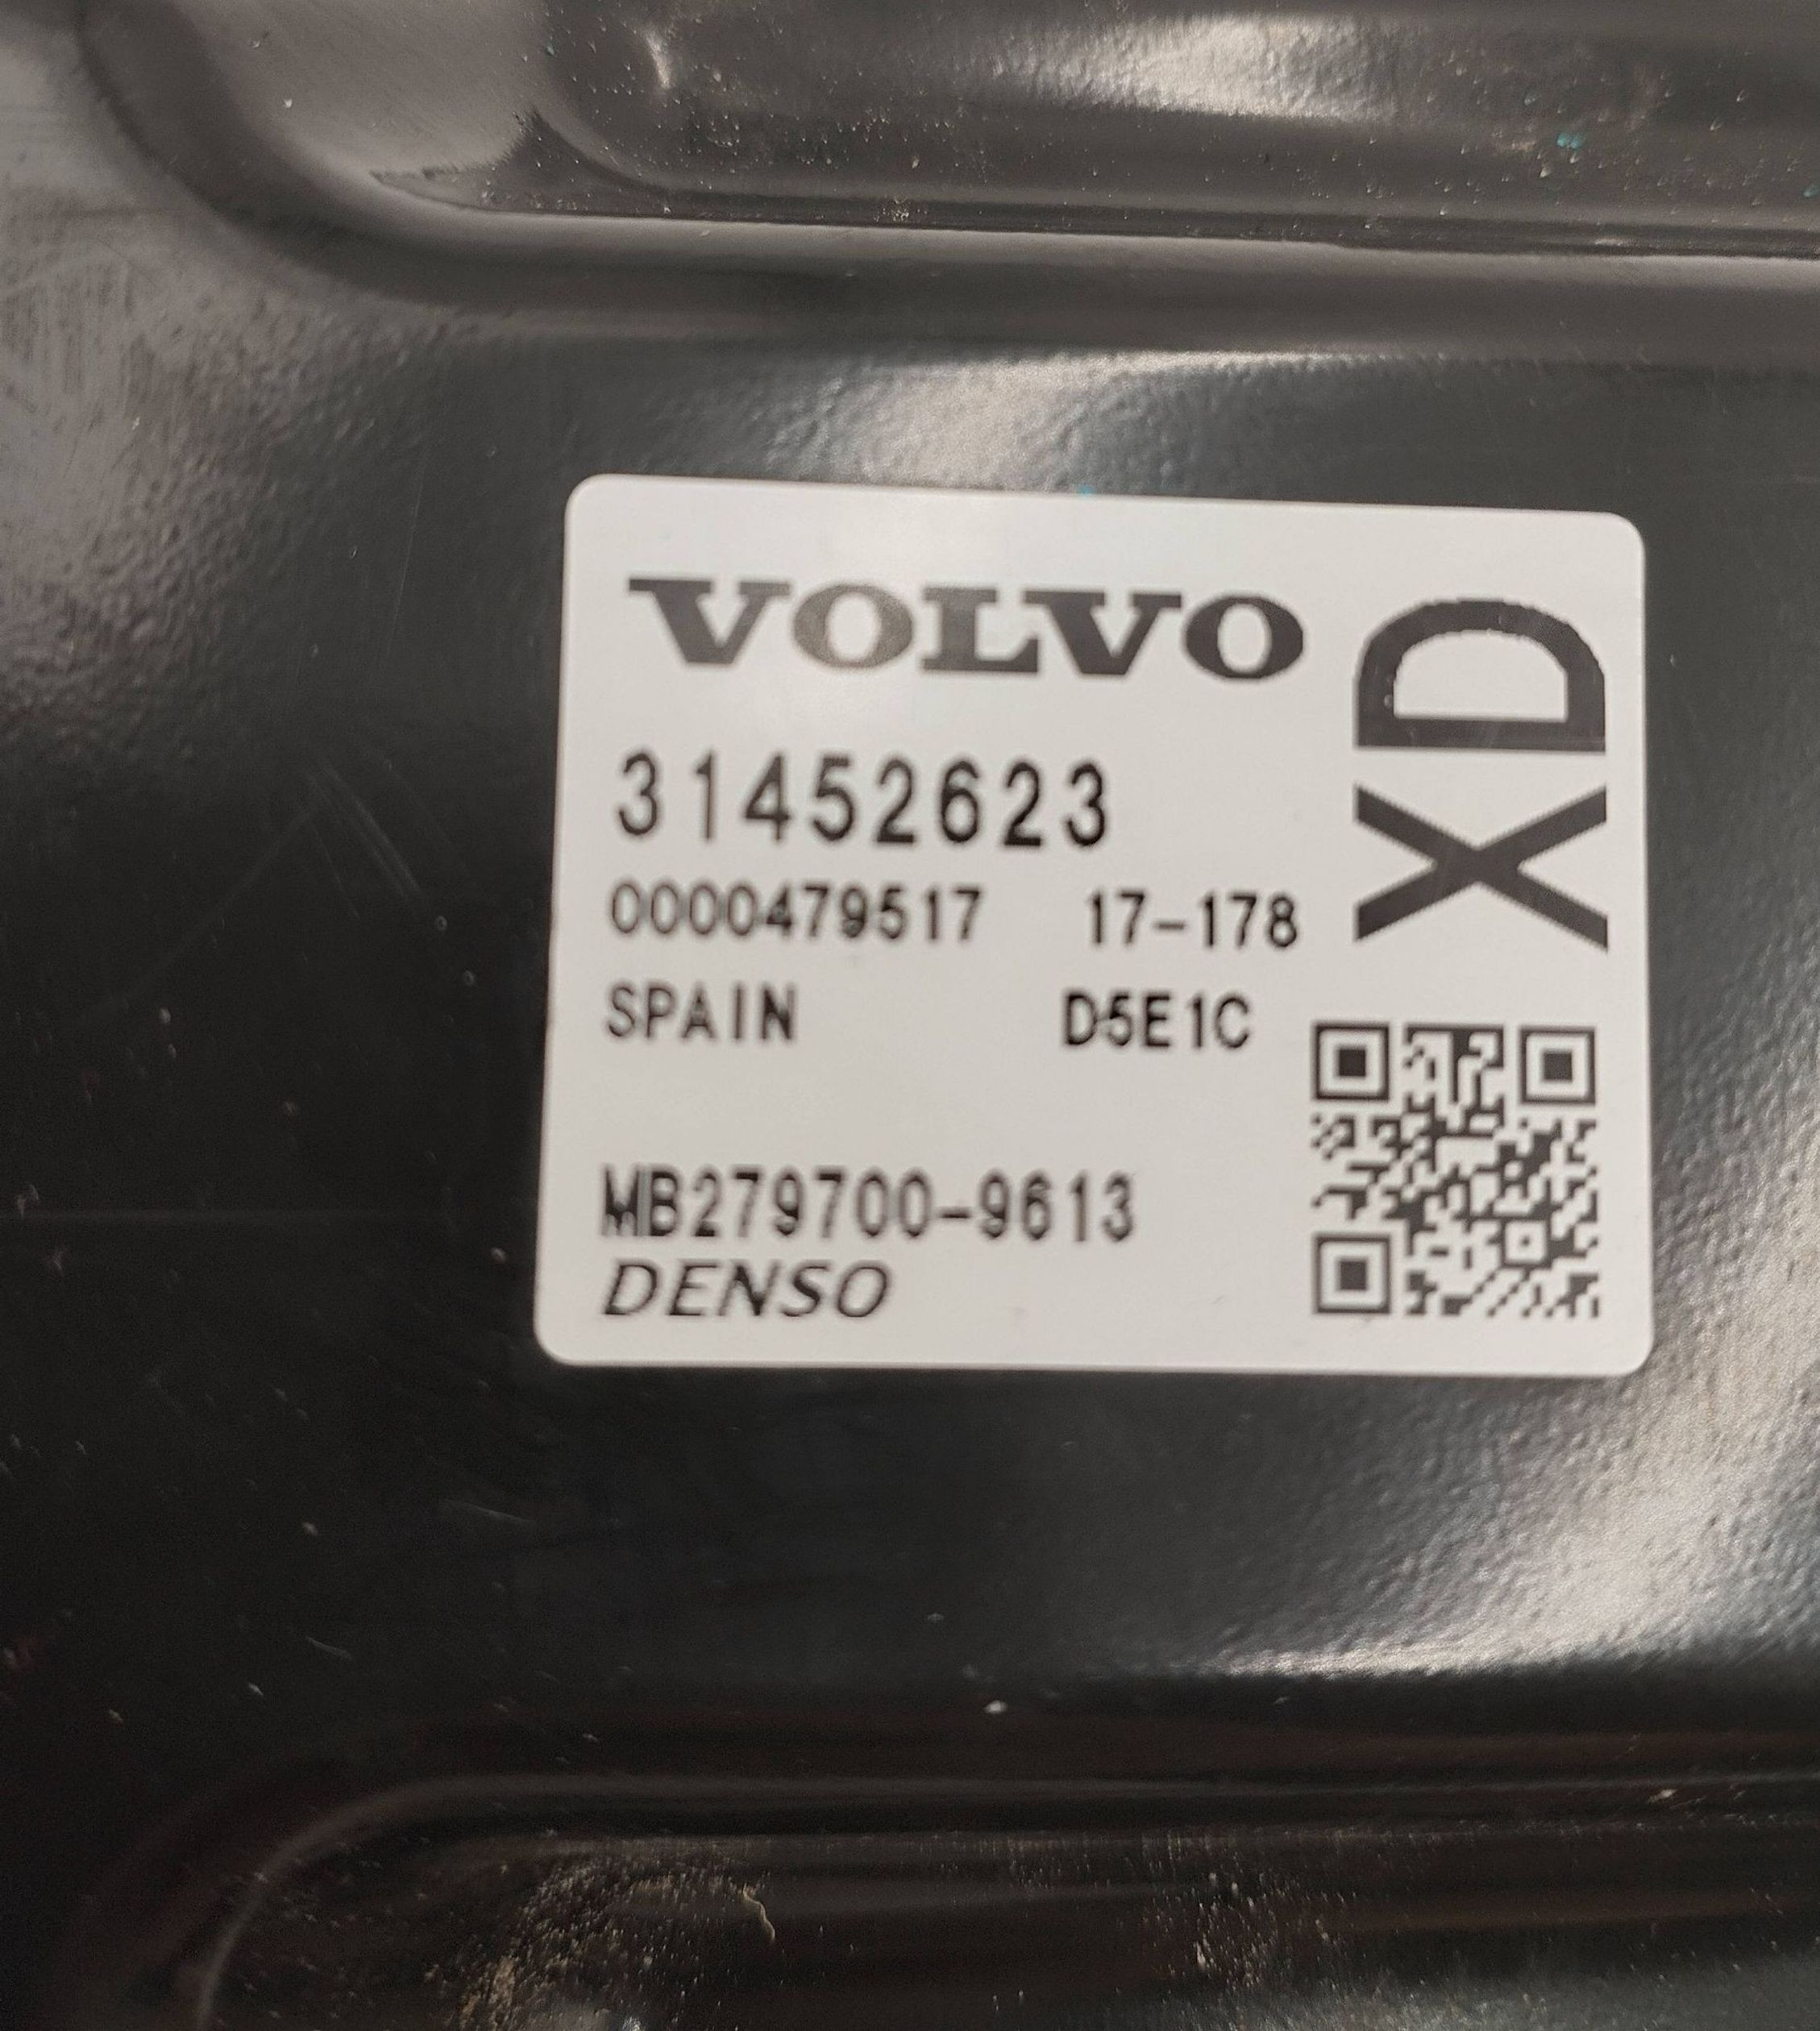 VOLVO
XD
31452623
0000479517 17-178
SPAIN D5E1C
MB279700-9613
DENSO